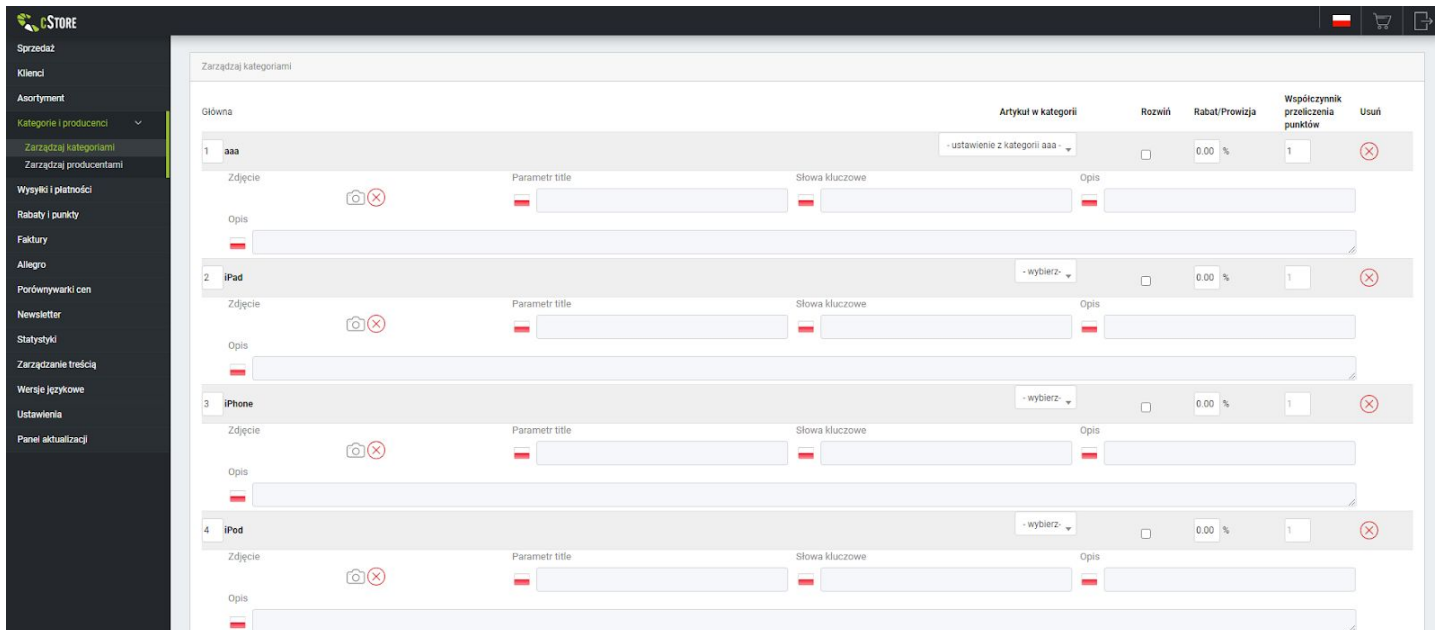 cStore
Sprzedaż
Klienci
Asortyment
Kategorie i producenci
Zarządzaj kategoriami
Zarządzaj producentami
Wysyłki i płatności
Rabaty i punkty
Faktury
Allegro
Porównywarki cen
Newsletter
Statystyki
Zarządzanie treścią
Wersje językowe
Ustawienia
Panel aktualizacji
Zarządzaj kategoriami
Główna Artykuł w kategorii Rozwiń Rabat/Prowizja Współczynnik przeliczenia punktów Usuń
1 aaa - ustawienie z kategorii aaa - 0.00 % 1
Zdjęcie Parametr title Słowa kluczowe Opis
Opis
2 iPad - wybierz- 0.00 % 1
Zdjęcie Parametr title Słowa kluczowe Opis
Opis
3 iPhone - wybierz- 0.00 % 1
Zdjęcie Parametr title Słowa kluczowe Opis
Opis
4 iPod - wybierz- 0.00 % 1
Zdjęcie Parametr title Słowa kluczowe Opis
Opis